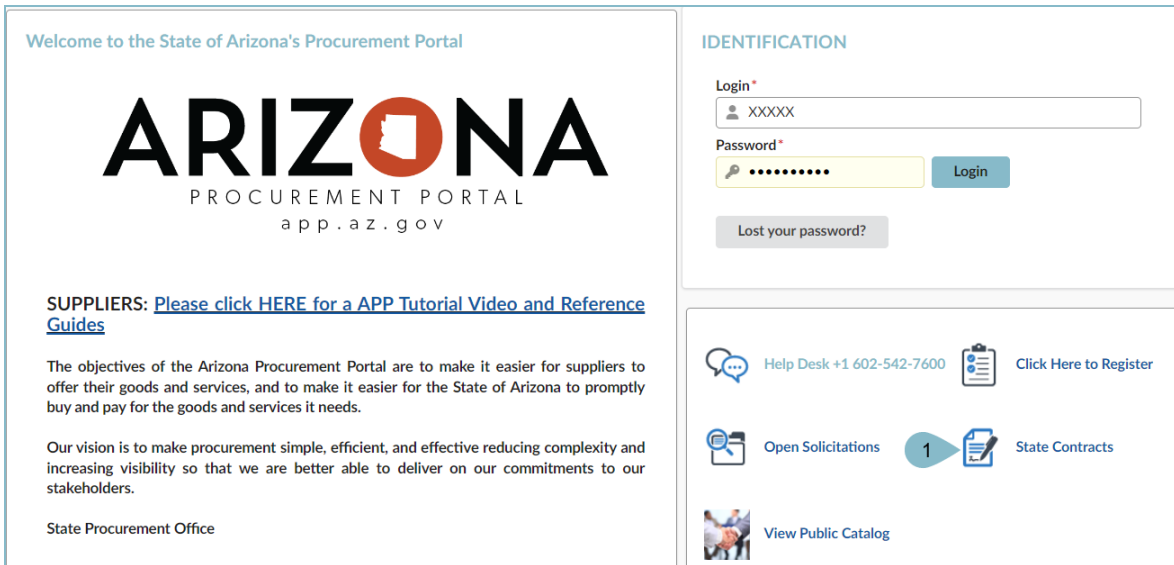 Welcome to the State of Arizona's Procurement Portal
ARIZONA
PROCUREMENT PORTAL
app.az.gov
SUPPLIERS: Please click HERE for a APP Tutorial Video and Reference
Guides
The objectives of the Arizona Procurement Portal are to make it easier for suppliers to
offer their goods and services, and to make it easier for the State of Arizona to promptly
buy and pay for the goods and services it needs.
Our vision is to make procurement simple, efficient, and effective reducing complexity and
increasing visibility so that we are better able to deliver on our commitments to our
stakeholders.
State Procurement Office
IDENTIFICATION
Login*
XXXXX
Password*
••••••••••
Login
Lost your password?
Help Desk +1 602-542-7600
Click Here to Register
Open Solicitations
1
State Contracts
View Public Catalog